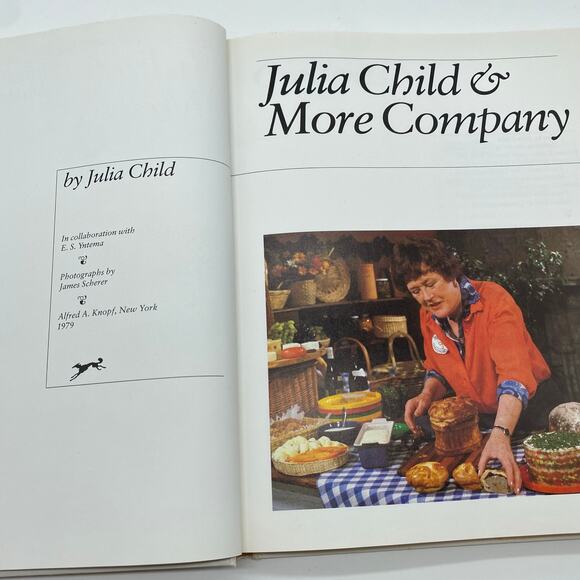 by Julia Child
In collaboration with
E. S. Yntema
Photographs by
James Scherer
Alfred A. Knopf, New York
1979
Julia Child &
More Company